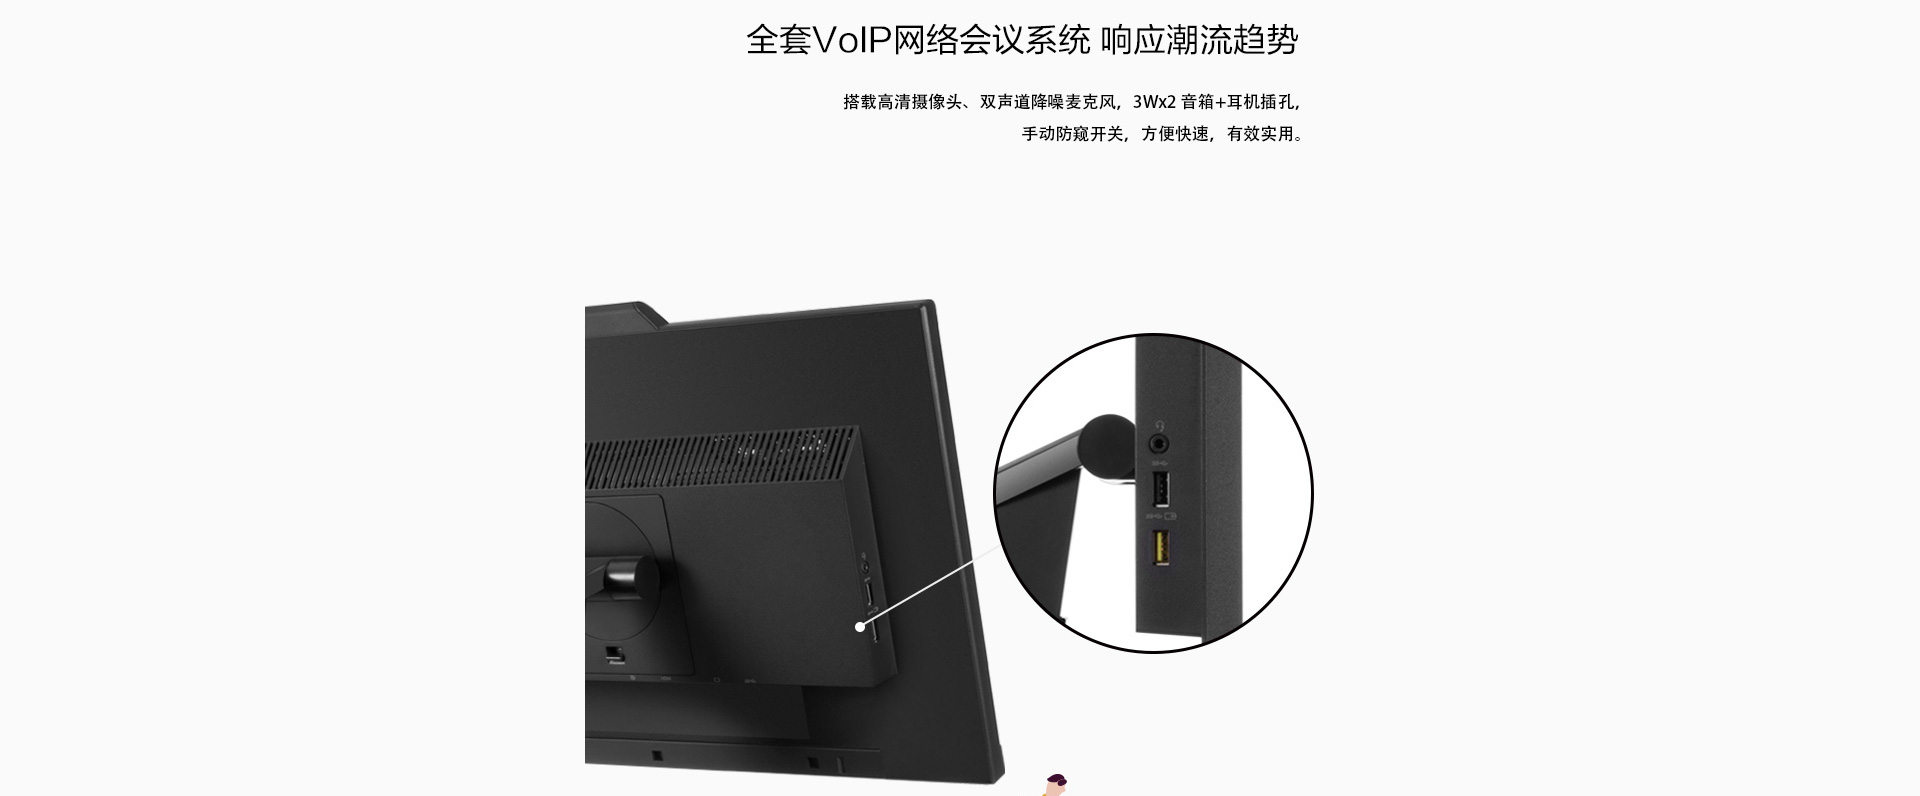 全套VoIP网络会议系统 响应潮流趋势
搭载高清摄像头、双声道降噪麦克风，3Wx2 音箱+耳机插孔，
手动防窥开关，方便快速，有效实用。